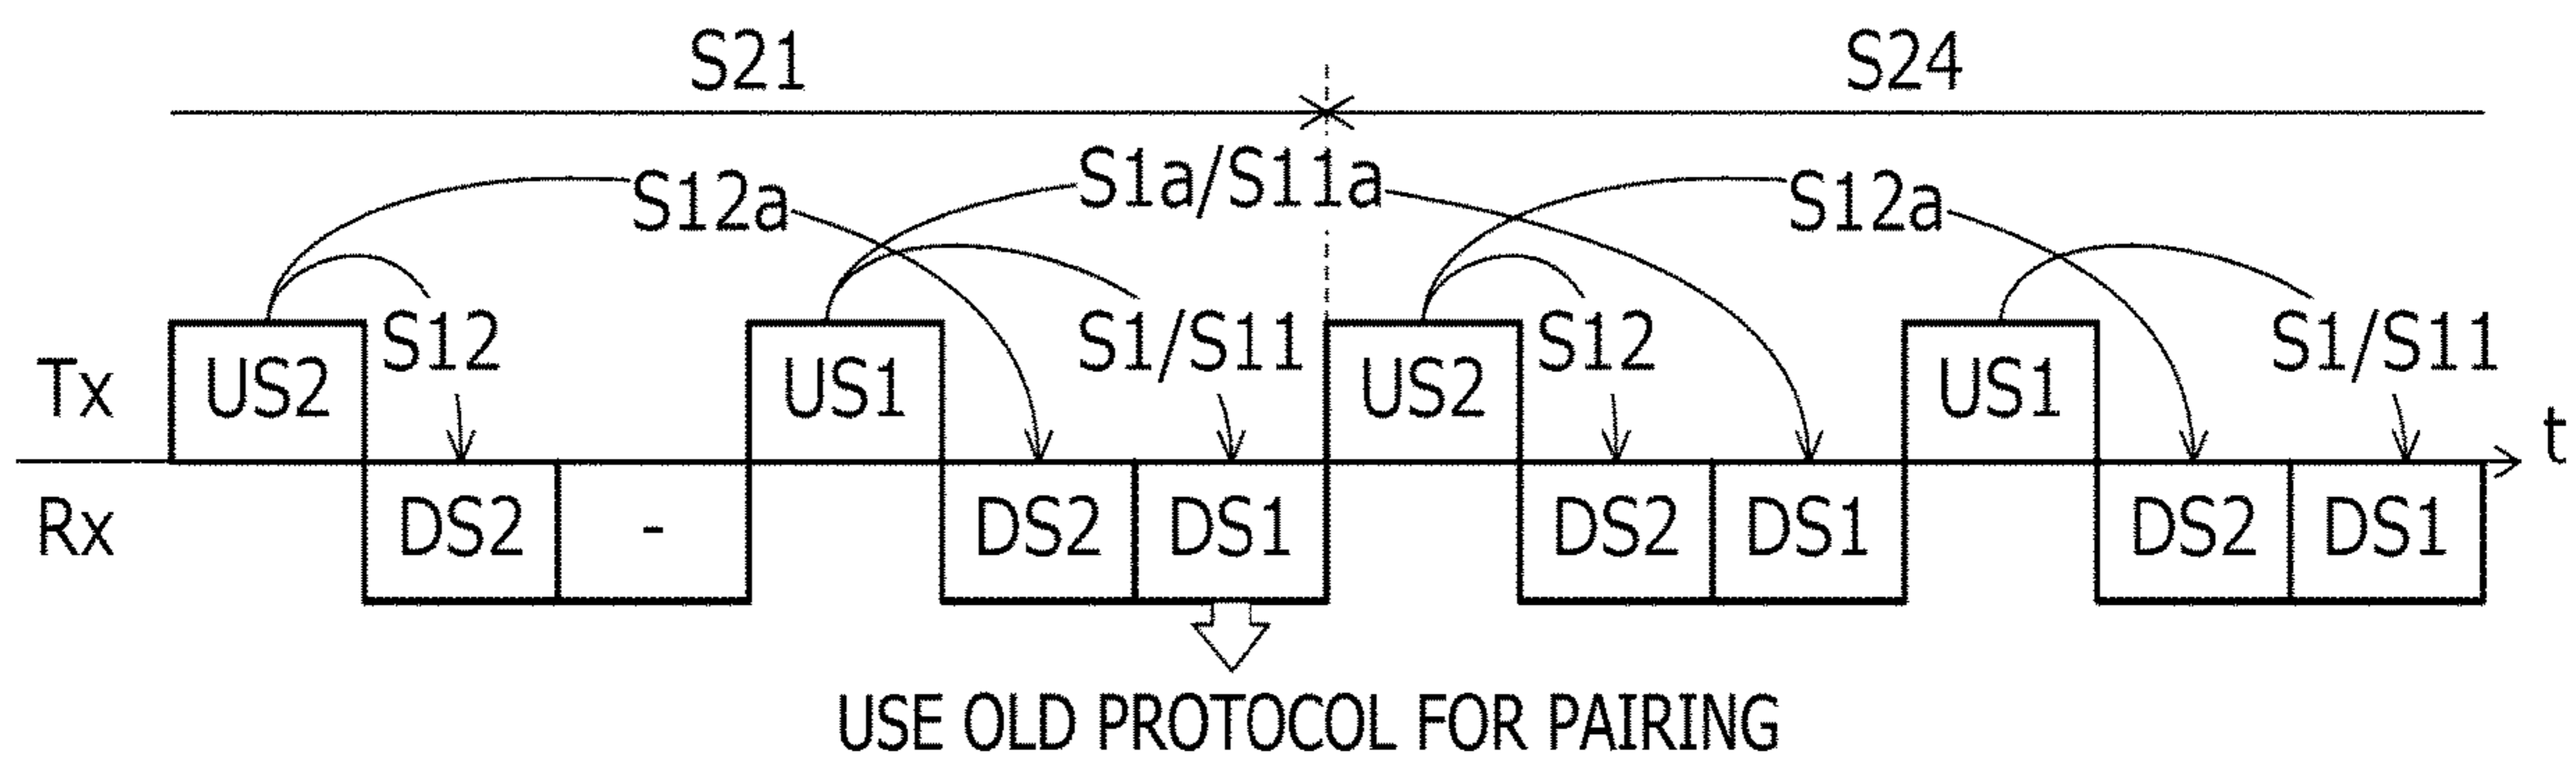 S21 S24
S12a S1a/S11a S12a
S12 S1/S11 S12 S1/S11
Tx US2 US1 US2 US1 t
Rx DS2 - DS2 DS1 DS2 DS1 DS2 DS1
USE OLD PROTOCOL FOR PAIRING